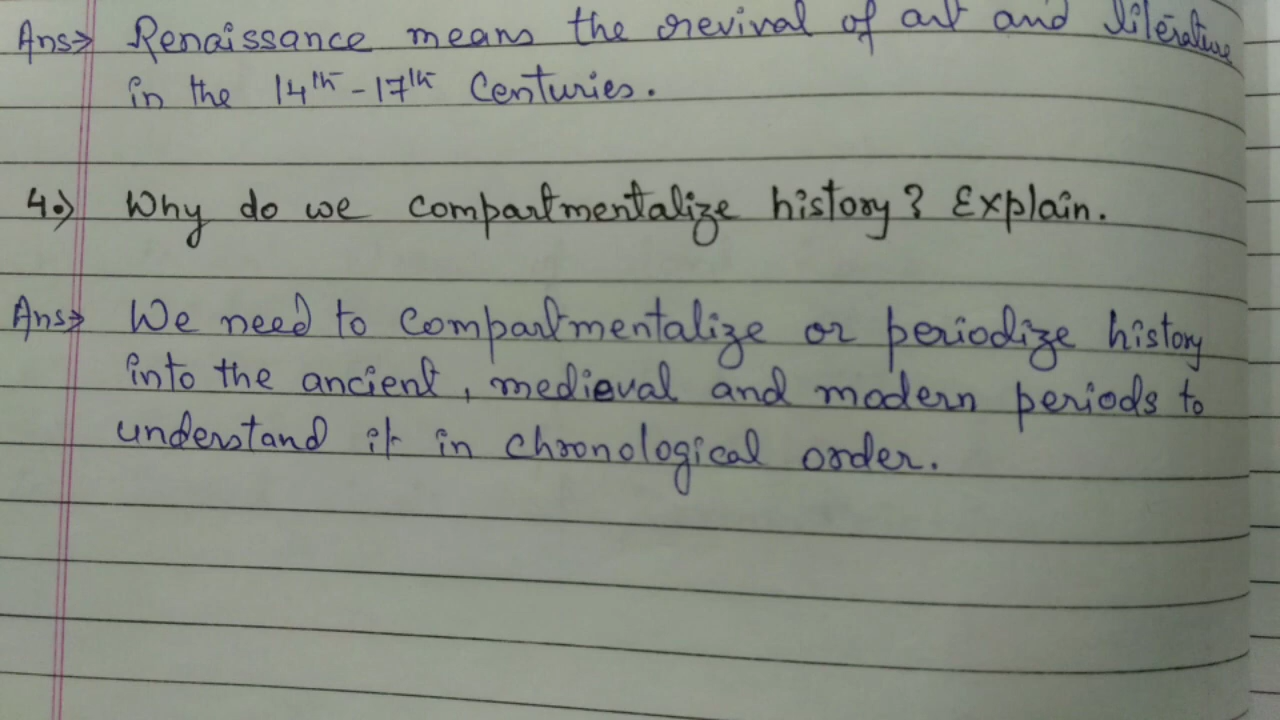 Ans⇒ Renaissance means the revival of art and literature
in the 14th - 17th Centuries.
4.) Why do we compartmentalize history? Explain.
Ans⇒ We need to compartmentalize or periodize history
into the ancient, medieval and modern periods to
understand it in chronological order.